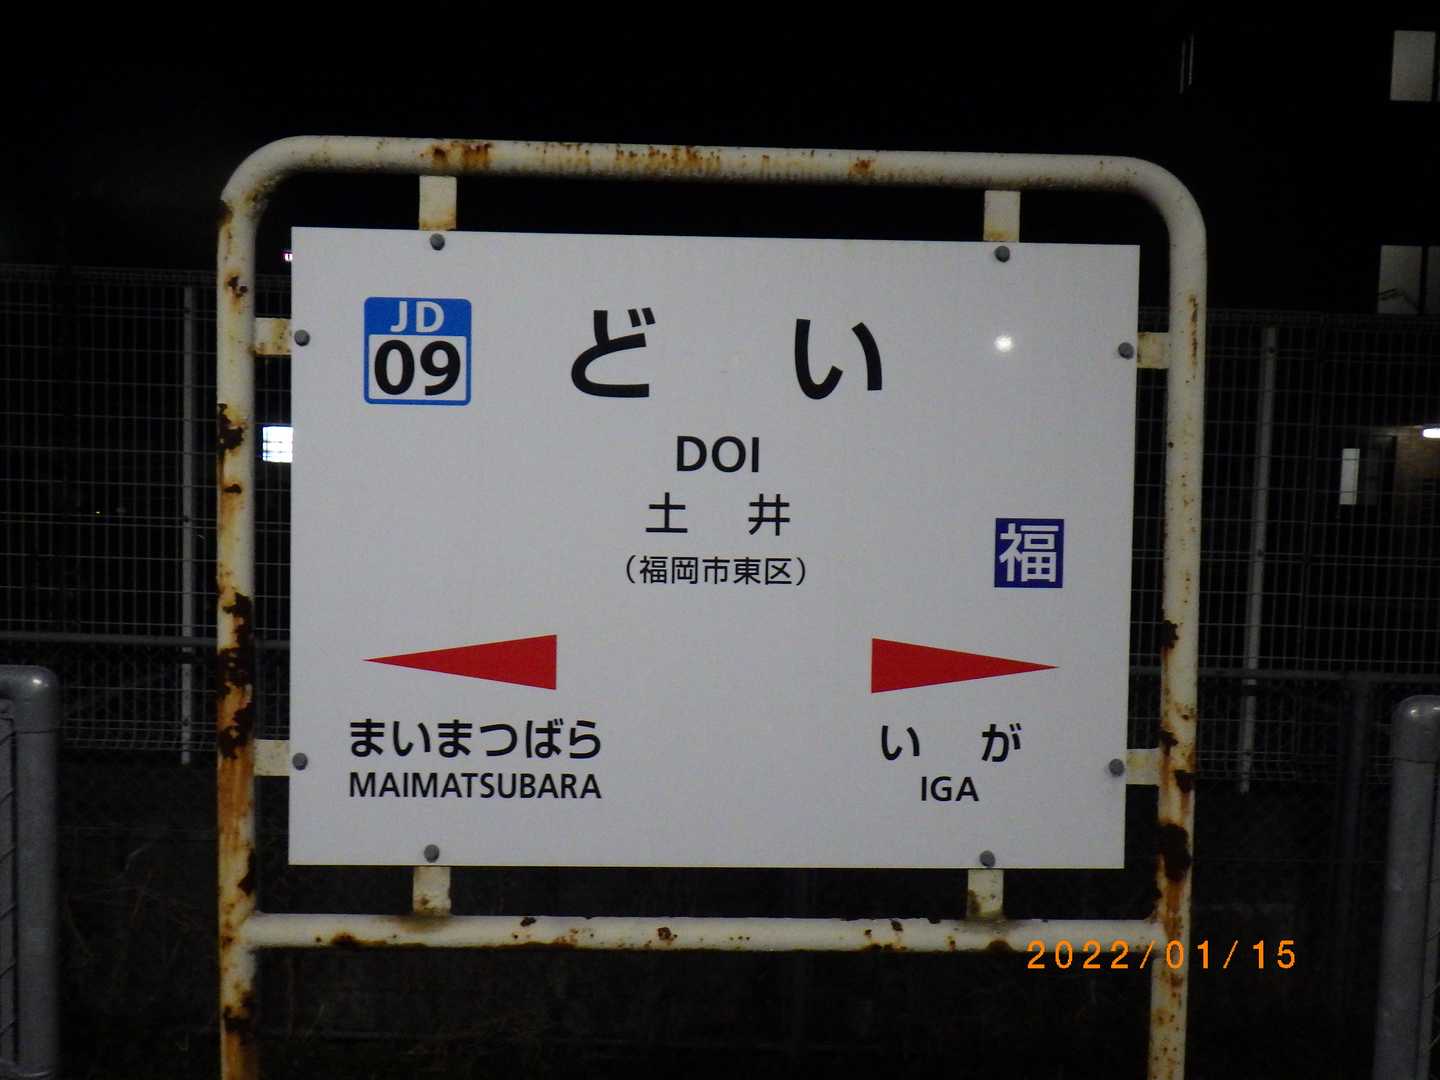 JD
09
どい
DOI
土井
（福岡市東区）
福
まいまつばら
MAIMATSUBARA
いが
IGA
2022/01/15